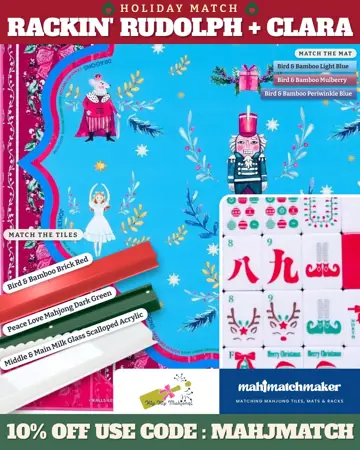 HOLIDAY MATCH
RACKIN' RUDOLPH + CLARA
MATCH THE MAT
Bird & Bamboo Light Blue
Bird & Bamboo Mulberry
Bird & Bamboo Periwinkle Blue
MATCH THE TILES
Bird & Bamboo Brick Red
Peace Love Mahjong Dark Green
Middle & Main Milk Glass Scalloped Acrylic
8
9
八
九
Merry Christmas
Merry Christmas
mahjmatchmaker
MATCHING MAHJONG TILES, MATS & RACKS
10% OFF USE CODE : MAHJMATCH